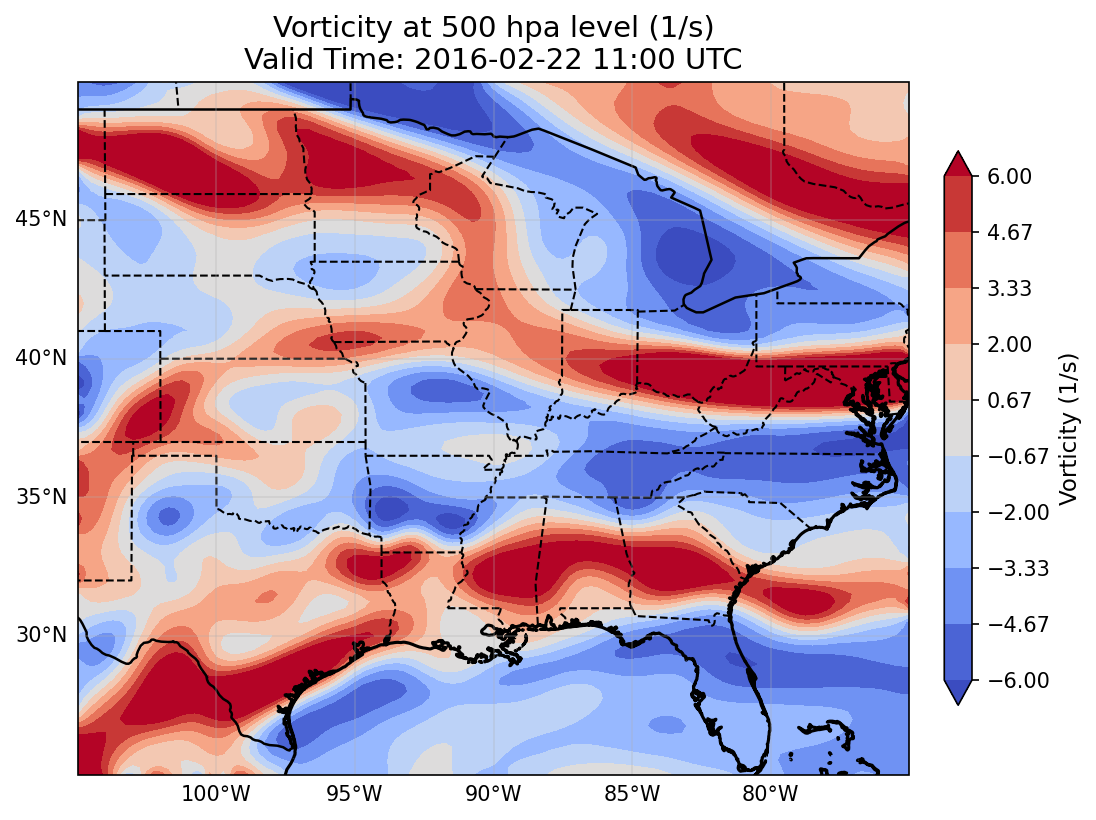 Vorticity at 500 hpa level (1/s)
Valid Time: 2016-02-22 11:00 UTC
45°N
40°N
35°N
30°N
100°W
95°W
90°W
85°W
80°W
6.00
4.67
3.33
2.00
0.67
−0.67
−2.00
−3.33
−4.67
−6.00
Vorticity (1/s)